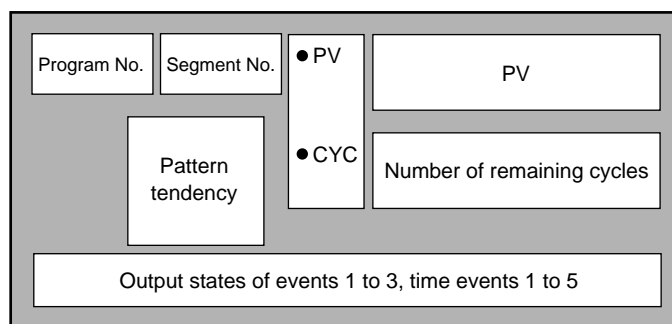 Program No.
Segment No.
● PV
PV
● CYC
Number of remaining cycles
Pattern
tendency
Output states of events 1 to 3, time events 1 to 5